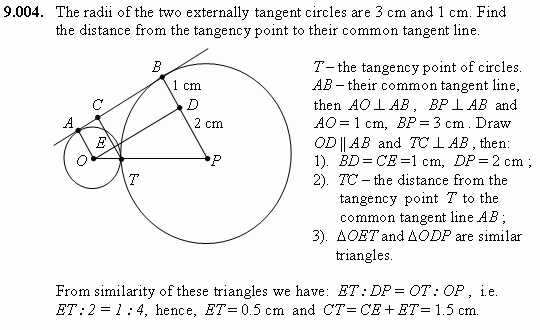 9.004. The radii of the two externally tangent circles are 3 cm and 1 cm. Find
the distance from the tangency point to their common tangent line.
B
1 cm
C
D
A
2 cm
E
O
P
T
T – the tangency point of circles.
AB – their common tangent line,
then AO ⊥ AB, BP ⊥ AB and
AO = 1 cm, BP = 3 cm. Draw
OD || AB and TC ⊥ AB, then:
1). BD = CE =1 cm, DP = 2 cm ;
2). TC – the distance from the
tangency point T to the
common tangent line AB ;
3). ΔOET and ΔODP are similar
triangles.
From similarity of these triangles we have: ET : DP = OT : OP , i.e.
ET : 2 = 1 : 4, hence, ET = 0.5 cm and CT = CE + ET = 1.5 cm.